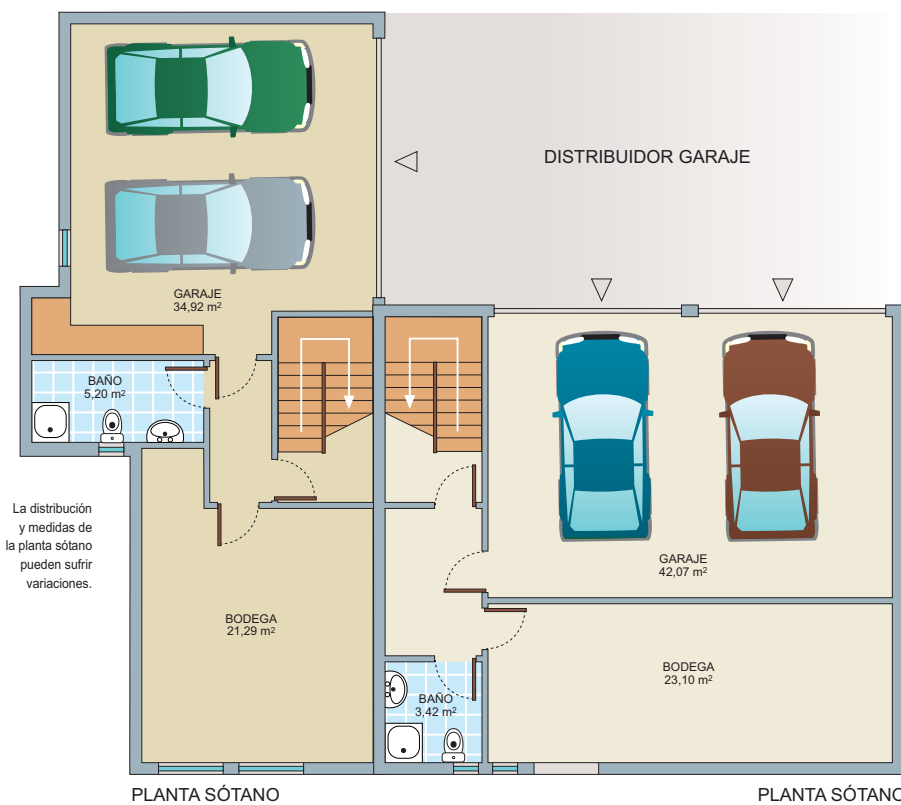 DISTRIBUIDOR GARAJE
GARAJE
34,92 m²
BAÑO
5,20 m²
La distribución
y medidas de
la planta sótano
pueden sufrir
variaciones.
GARAJE
42,07 m²
BODEGA
21,29 m²
BODEGA
23,10 m²
BAÑO
3,42 m²
PLANTA SÓTANO
PLANTA SÓTANO